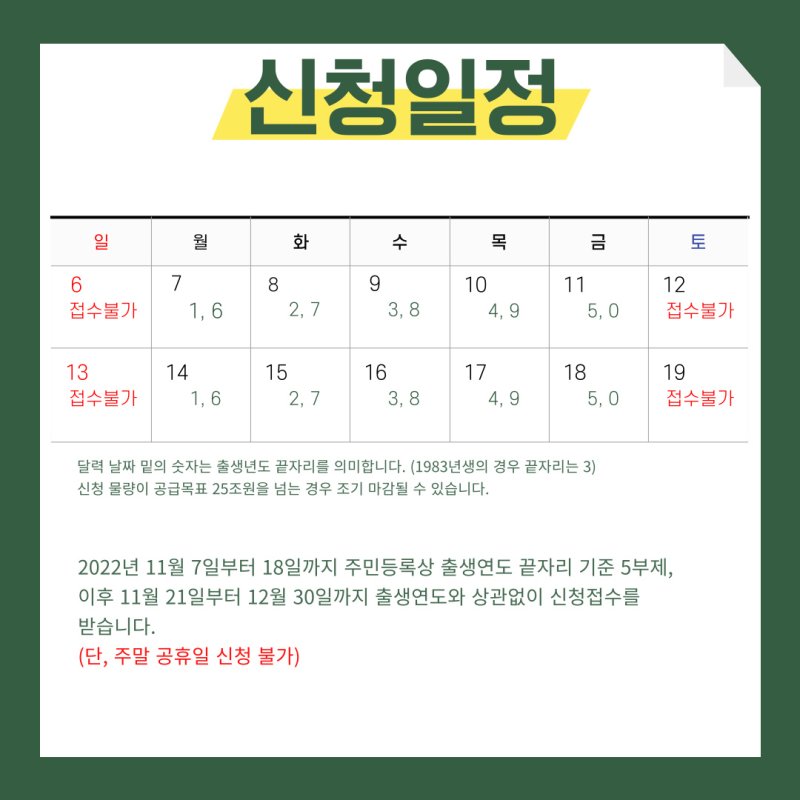 신청일정
일 월 화 수 목 금 토
6 7 8 9 10 11 12
접수불가 1, 6 2, 7 3, 8 4, 9 5, 0 접수불가
13 14 15 16 17 18 19
접수불가 1, 6 2, 7 3, 8 4, 9 5, 0 접수불가
달력 날짜 밑의 숫자는 출생년도 끝자리를 의미합니다. (1983년생의 경우 끝자리는 3)
신청 물량이 공급목표 25조원을 넘는 경우 조기 마감될 수 있습니다.
2022년 11월 7일부터 18일까지 주민등록상 출생연도 끝자리 기준 5부제,
이후 11월 21일부터 12월 30일까지 출생연도와 상관없이 신청접수를
받습니다.
(단, 주말 공휴일 신청 불가)